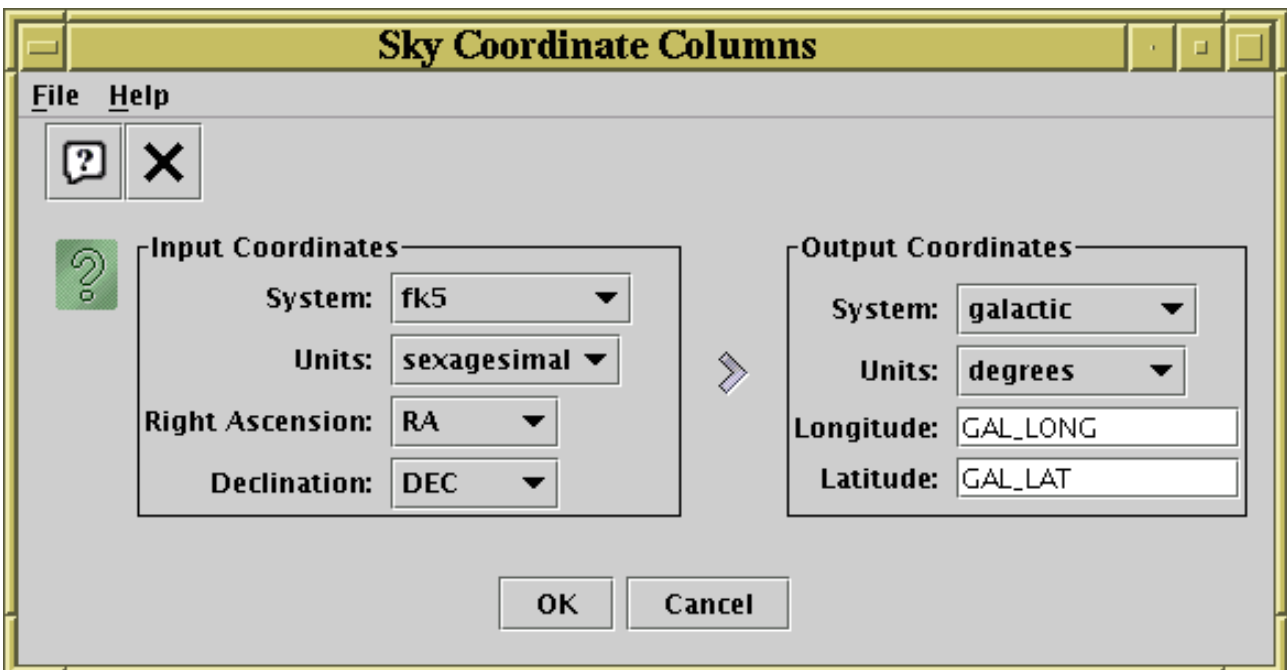 Sky Coordinate Columns
File Help
Input Coordinates
System: fk5
Units: sexagesimal
Right Ascension: RA
Declination: DEC
Output Coordinates
System: galactic
Units: degrees
Longitude: GAL_LONG
Latitude: GAL_LAT
OK Cancel